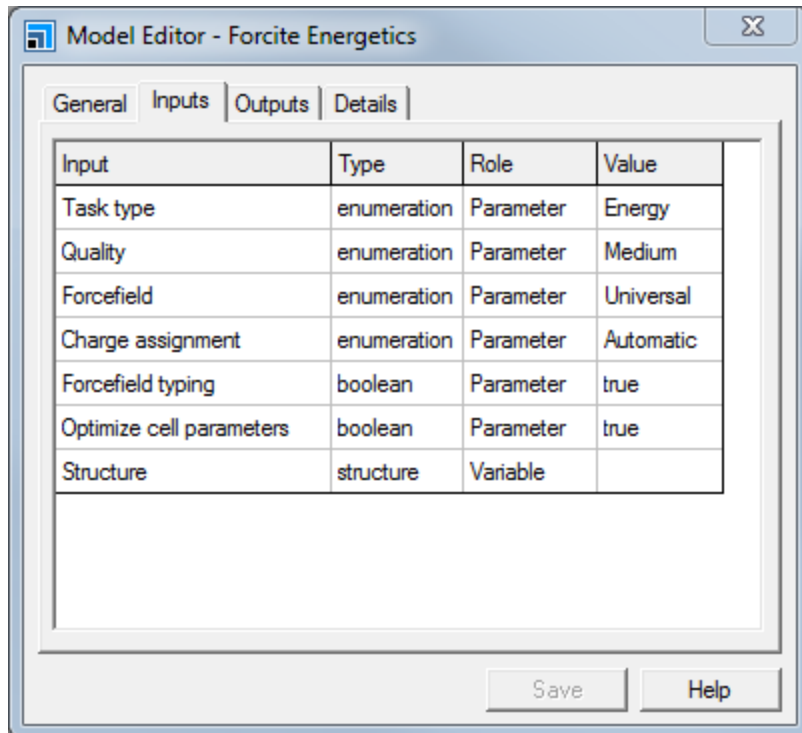 Model Editor - Forcite Energetics
General Inputs Outputs Details
Input Type Role Value
Task type enumeration Parameter Energy
Quality enumeration Parameter Medium
Forcefield enumeration Parameter Universal
Charge assignment enumeration Parameter Automatic
Forcefield typing boolean Parameter true
Optimize cell parameters boolean Parameter true
Structure structure Variable
Save Help